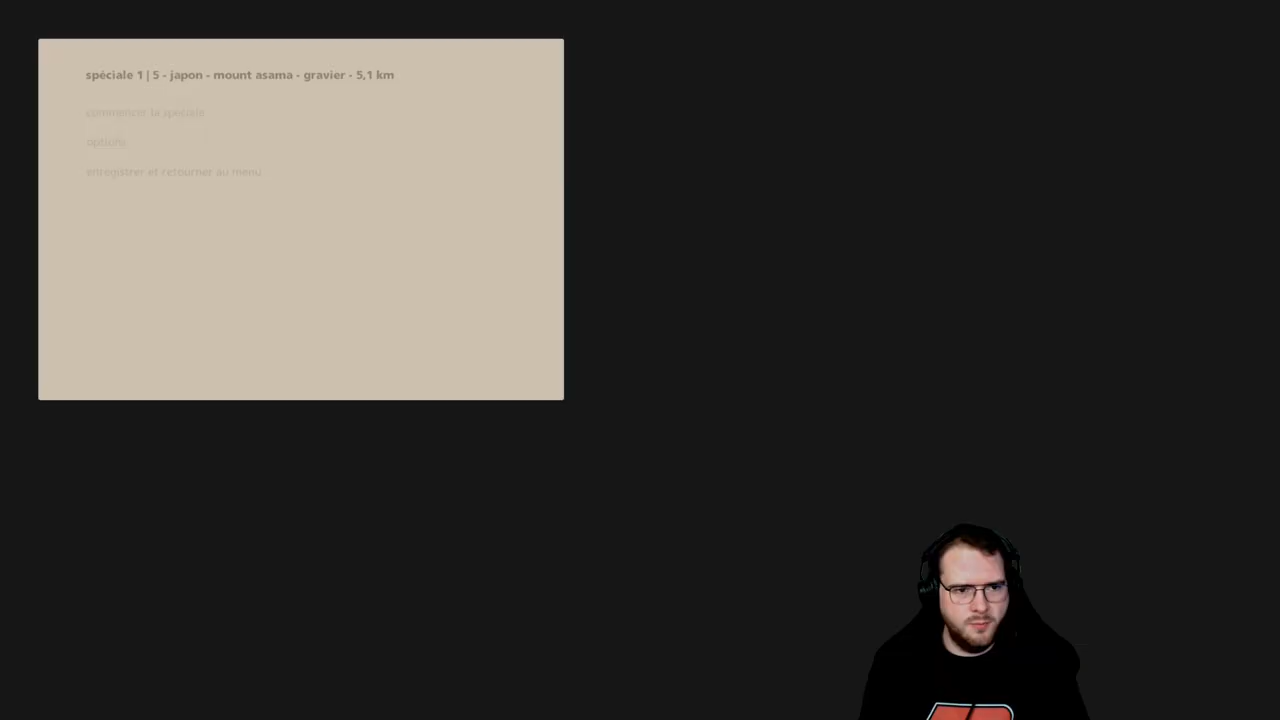 spéciale 1 | 5 - japon - mount asama - gravier - 5,1 km
commencer la spéciale
options
enregistrer et retourner au menu